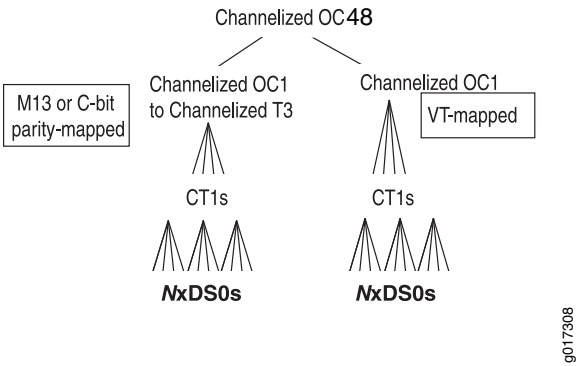 Channelized OC48
M13 or C-bit
parity-mapped
Channelized OC1
to Channelized T3
Channelized OC1
VT-mapped
CT1s
CT1s
NxDS0s
NxDS0s
g017308